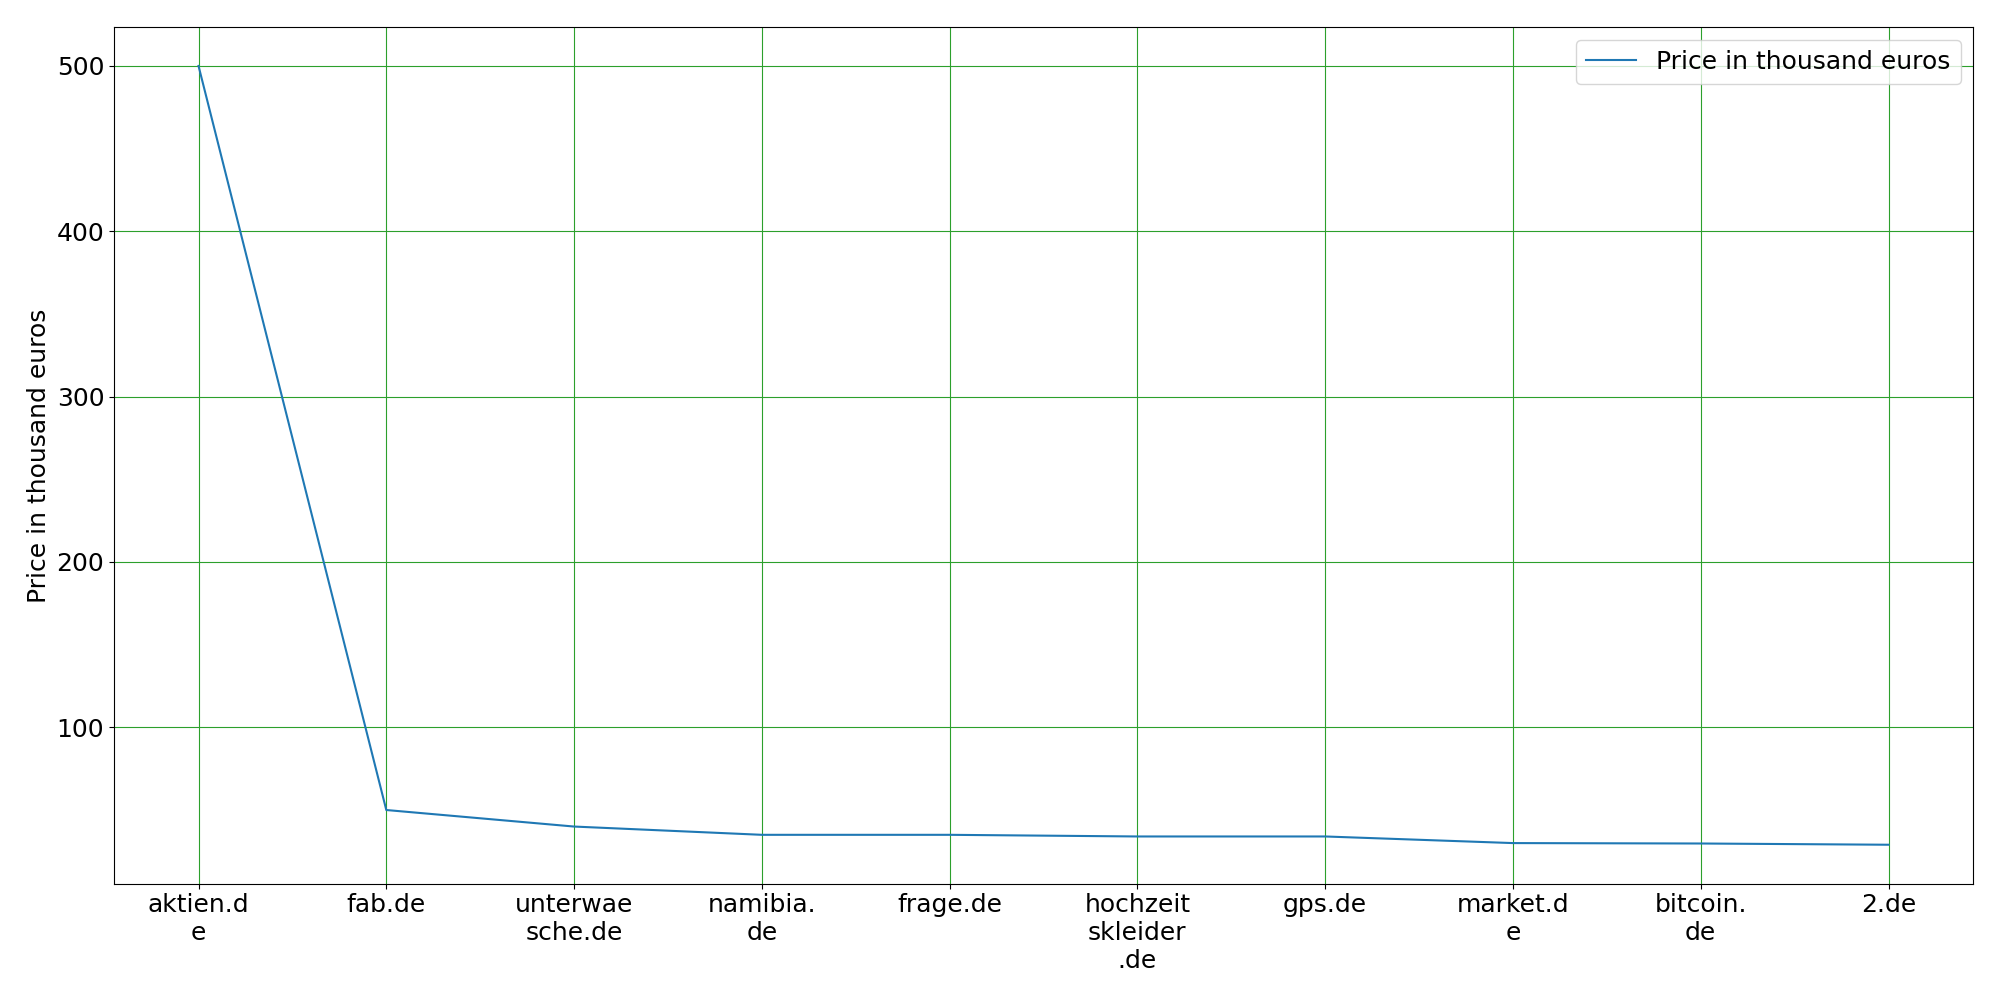 Price in thousand euros
500
400
300
200
100
Price in thousand euros
aktien.d
e
fab.de
unterwae
sche.de
namibia.
de
frage.de
hochzeit
skleider
.de
gps.de
market.d
e
bitcoin.
de
2.de